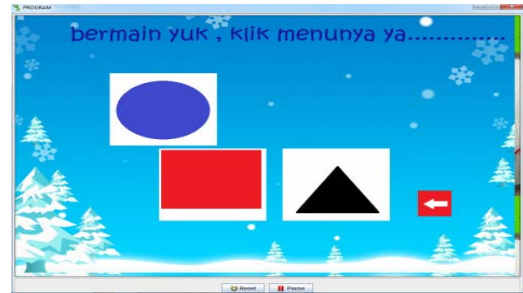 PROGRAM
bermain yuk , klik menunya ya..............
Reset
Pause